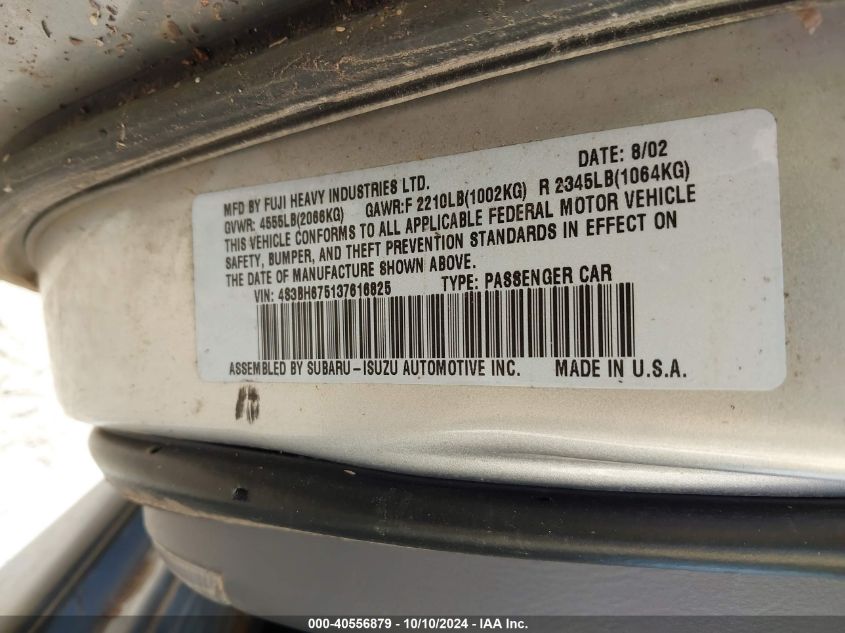 DATE: 8/02
MFD BY FUJI HEAVY INDUSTRIES LTD.
GVWR: 4555LB(2066KG) GAWR:F 2210LB(1002KG) R 2345LB(1064KG)
THIS VEHICLE CONFORMS TO ALL APPLICABLE FEDERAL MOTOR VEHICLE
SAFETY, BUMPER, AND THEFT PREVENTION STANDARDS IN EFFECT ON
THE DATE OF MANUFACTURE SHOWN ABOVE.
VIN: 4S3BH675137616825 TYPE: PASSENGER CAR
ASSEMBLED BY SUBARU-ISUZU AUTOMOTIVE INC. MADE IN U.S.A.
000-40556879 - 10/10/2024 - IAA Inc.